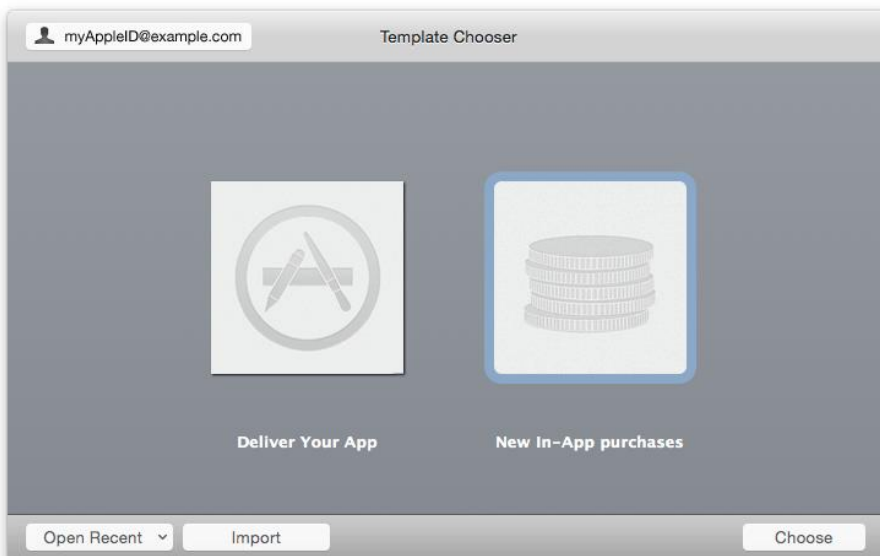 myAppleID@example.com
Template Chooser
Deliver Your App
New In-App purchases
Open Recent
Import
Choose